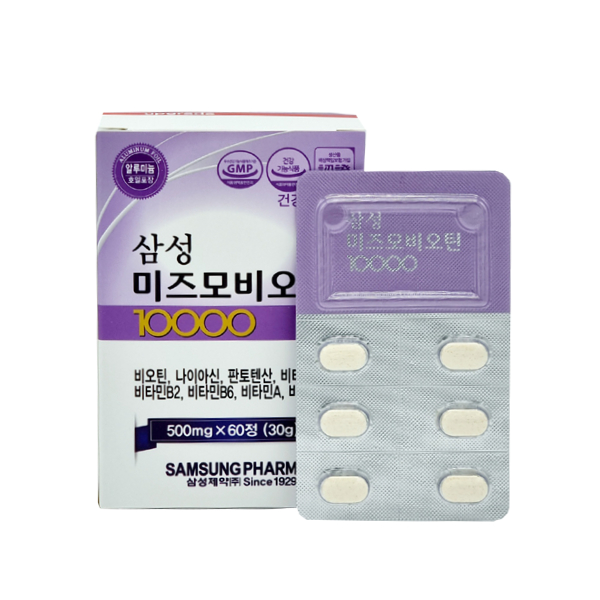 ALUMINUM FOIL
알루미늄
호일포장
GMP
건강
기능식품
건강
삼성
미즈모비오
10000
비오틴, 나이아신, 판토텐산, 비타
비타민B2, 비타민B6, 비타민A, 비
500mg×60정 (30g)
SAMSUNG PHARM
삼성제약(주) Since 1929
삼성
미즈모비오틴
10000